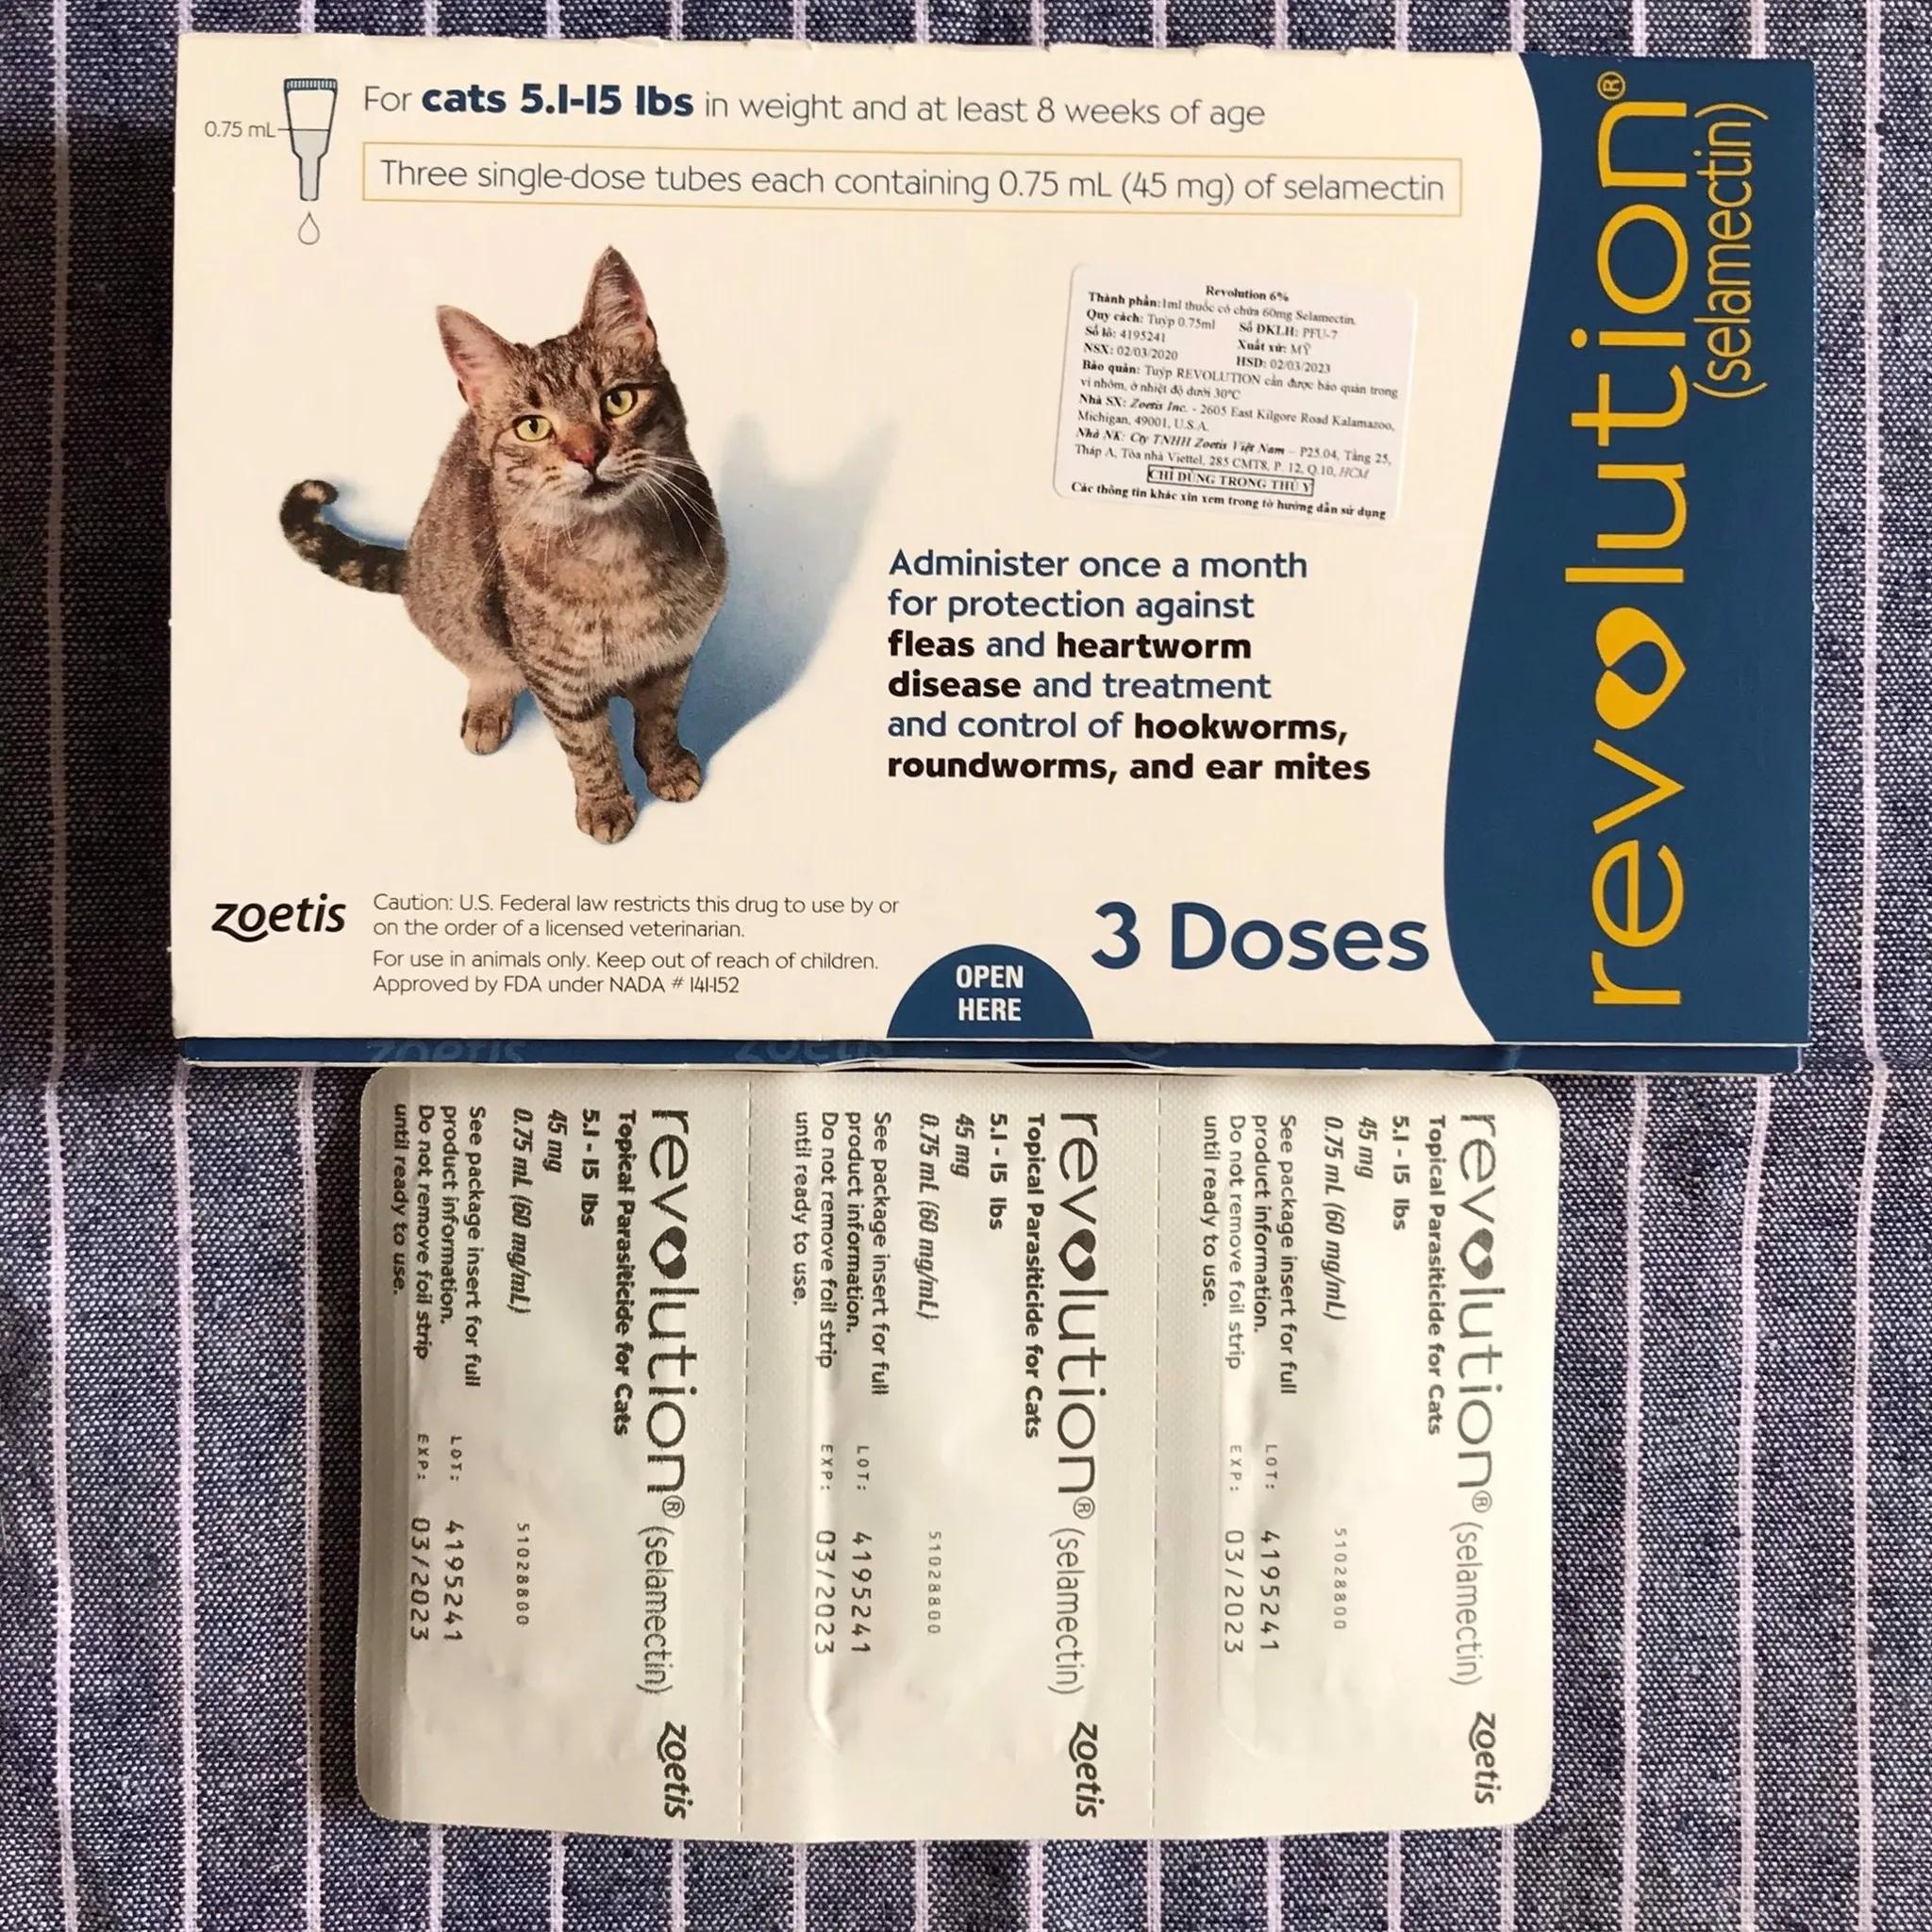 0.75 mL
For cats 5.1-15 lbs in weight and at least 8 weeks of age
Three single-dose tubes each containing 0.75 mL (45 mg) of selamectin
Revolution 6%
Thành phần:1ml thuốc có chứa 60mg Selamectin.
Quy cách: Tuýp 0.75ml Số ĐKLH: PFU-7
Số lô: 4195241 Xuất xứ: MỸ
NSX: 02/03/2020 HSD: 02/03/2023
Bảo quản: Tuýp REVOLUTION cần được bảo quản trong
vỉ nhôm, ở nhiệt độ dưới 30°C
Nhà SX: Zoetis Inc. - 2605 East Kilgore Road Kalamazoo,
Michigan, 49001, U.S.A.
Nhà NK: Cty TNHH Zoetis Việt Nam – P25.04, Tầng 25,
Tháp A, Tòa nhà Viettel, 285 CMT8, P. 12, Q.10, HCM
CHỈ DÙNG TRONG THÚ Y
Các thông tin khác xin xem trong tờ hướng dẫn sử dụng
Administer once a month
for protection against
fleas and heartworm
disease and treatment
and control of hookworms,
roundworms, and ear mites
zoetis
Caution: U.S. Federal law restricts this drug to use by or
on the order of a licensed veterinarian.
For use in animals only. Keep out of reach of children.
Approved by FDA under NADA # 141-152
OPEN
HERE
3 Doses
revolution®
(selamectin)
zoetis
revolution® (selamectin) zoetis
Topical Parasiticide for Cats
5.1 - 15 lbs
45 mg
0.75 mL (60 mg/mL)
51028800
See package insert for full
product information.
Do not remove foil strip
until ready to use.
LOT: 4195241
EXP: 03/2023
revolution® (selamectin) zoetis
Topical Parasiticide for Cats
5.1 - 15 lbs
45 mg
0.75 mL (60 mg/mL)
51028800
See package insert for full
product information.
Do not remove foil strip
until ready to use.
LOT: 4195241
EXP: 03/2023
revolution® (selamectin) zoetis
Topical Parasiticide for Cats
5.1 - 15 lbs
45 mg
0.75 mL (60 mg/mL)
51028800
See package insert for full
product information.
Do not remove foil strip
until ready to use.
LOT: 4195241
EXP: 03/2023